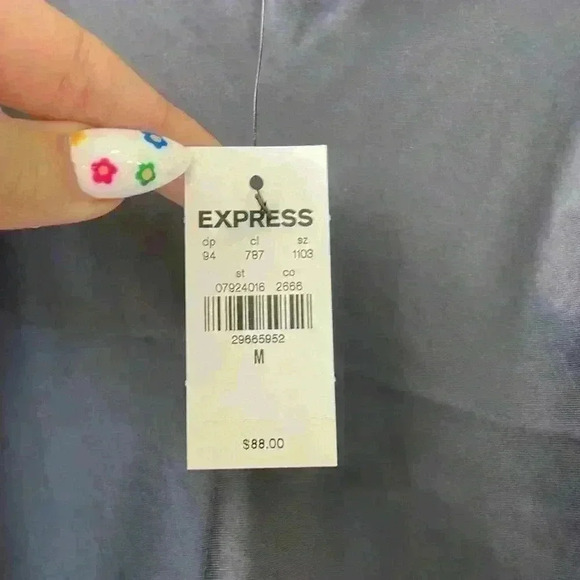 EXPRESS
dp cl sz
94 787 1103
st co
07924016 2666
29665952
M
$88.00